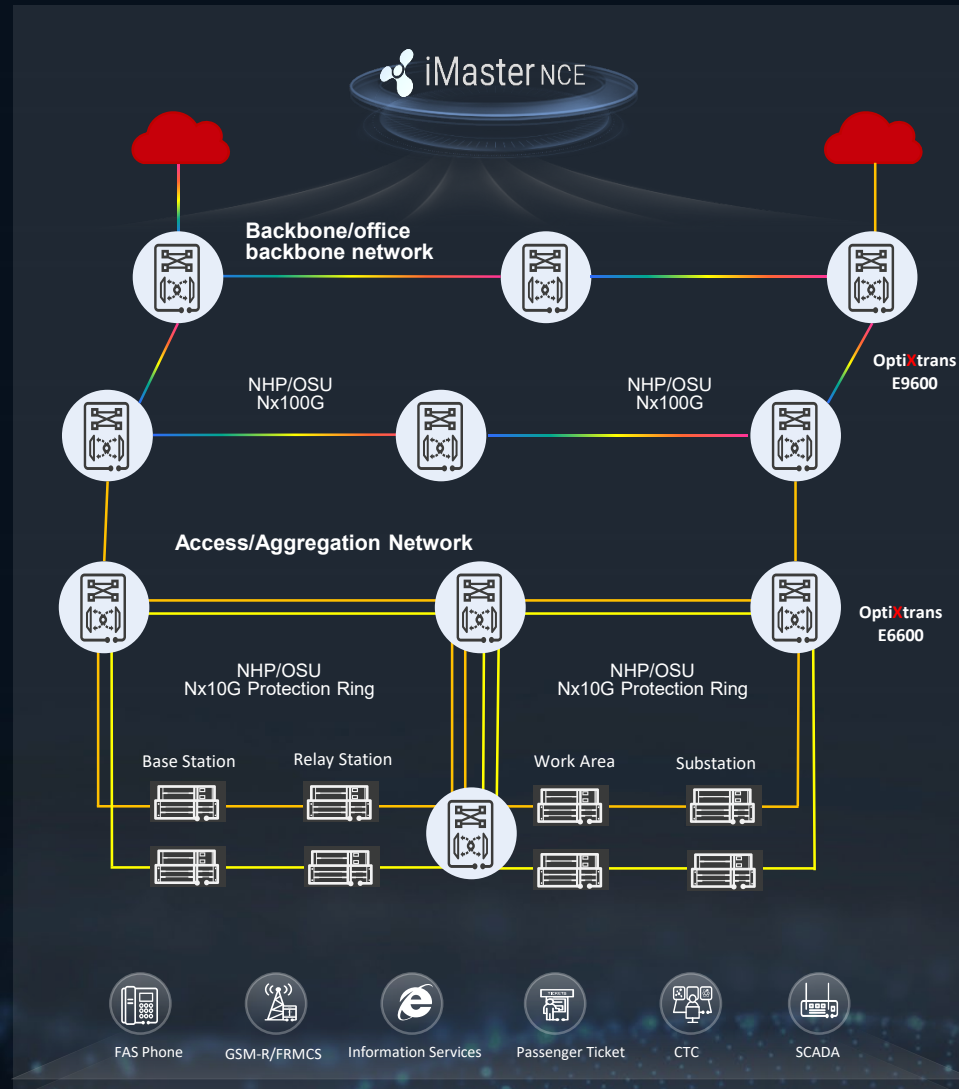 iMaster NCE
Backbone/office
backbone network
OptiXtrans
E9600
NHP/OSU
Nx100G
NHP/OSU
Nx100G
Access/Aggregation Network
OptiXtrans
E6600
NHP/OSU
Nx10G Protection Ring
NHP/OSU
Nx10G Protection Ring
Base Station
Relay Station
Work Area
Substation
TICKETS
FAS Phone
GSM-R/FRMCS
Information Services
Passenger Ticket
CTC
SCADA